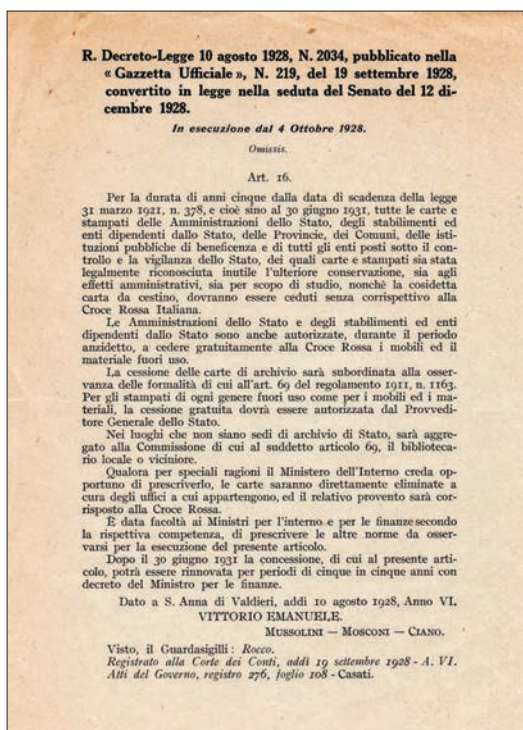 R. Decreto-Legge 10 agosto 1928, N. 2034, pubblicato nella
« Gazzetta Ufficiale », N. 219, del 19 settembre 1928,
convertito in legge nella seduta del Senato del 12 di-
cembre 1928.
In esecuzione dal 4 Ottobre 1928.
Omissis.
Art. 16.
Per la durata di anni cinque dalla data di scadenza della legge
31 marzo 1921, n. 378, e cioè sino al 30 giugno 1931, tutte le carte e
stampati delle Amministrazioni dello Stato, degli stabilimenti ed
enti dipendenti dallo Stato, delle Provincie, dei Comuni, delle isti-
tuzioni pubbliche di beneficenza e di tutti gli enti posti sotto il con-
trollo e la vigilanza dello Stato, dei quali carte e stampati sia stata
legalmente riconosciuta inutile l'ulteriore conservazione, sia agli
effetti amministrativi, sia per scopo di studio, nonchè la cosidetta
carta da cestino, dovranno essere ceduti senza corrispettivo alla
Croce Rossa Italiana.
Le Amministrazioni dello Stato e degli stabilimenti ed enti
dipendenti dallo Stato sono anche autorizzate, durante il periodo
anzidetto, a cedere gratuitamente alla Croce Rossa i mobili ed il
materiale fuori uso.
La cessione delle carte di archivio sarà subordinata alla osser-
vanza delle formalità di cui all'art. 69 del regolamento 1911, n. 1163.
Per gli stampati di ogni genere fuori uso come per i mobili ed i ma-
teriali, la cessione gratuita dovrà essere autorizzata dal Provvedi-
tore Generale dello Stato.
Nei luoghi che non siano sedi di archivio di Stato, sarà aggre-
gato alla Commissione di cui al suddetto articolo 69, il biblioteca-
rio locale o viciniore.
Qualora per speciali ragioni il Ministero dell'Interno creda op-
portuno di prescriverlo, le carte saranno direttamente eliminate a
cura degli uffici a cui appartengono, ed il relativo provento sarà cor-
risposto alla Croce Rossa.
È data facoltà ai Ministri per l'interno e per le finanze secondo
la rispettiva competenza, di prescrivere le altre norme da osser-
varsi per la esecuzione del presente articolo.
Dopo il 30 giugno 1931 la concessione, di cui al presente arti-
colo, potrà essere rinnovata per periodi di cinque in cinque anni con
decreto del Ministro per le finanze.
Dato a S. Anna di Valdieri, addì 10 agosto 1928, Anno VI.
VITTORIO EMANUELE.
MUSSOLINI — MOSCONI — CIANO.
Visto, il Guardasigilli : Rocco.
Registrato alla Corte dei Conti, addì 19 settembre 1928 - A. VI.
Atti del Governo, registro 276, foglio 108 - Casati.